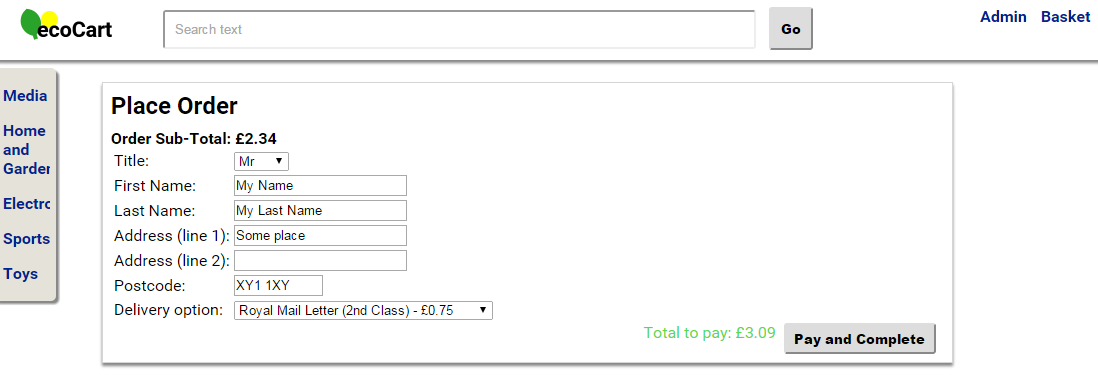 ecoCart
Search text
Go
Admin Basket
Media
Home
and
Garder
Electrc
Sports
Toys
Place Order
Order Sub-Total: £2.34
Title: Mr
First Name: My Name
Last Name: My Last Name
Address (line 1): Some place
Address (line 2):
Postcode: XY1 1XY
Delivery option: Royal Mail Letter (2nd Class) - £0.75
Total to pay: £3.09 Pay and Complete